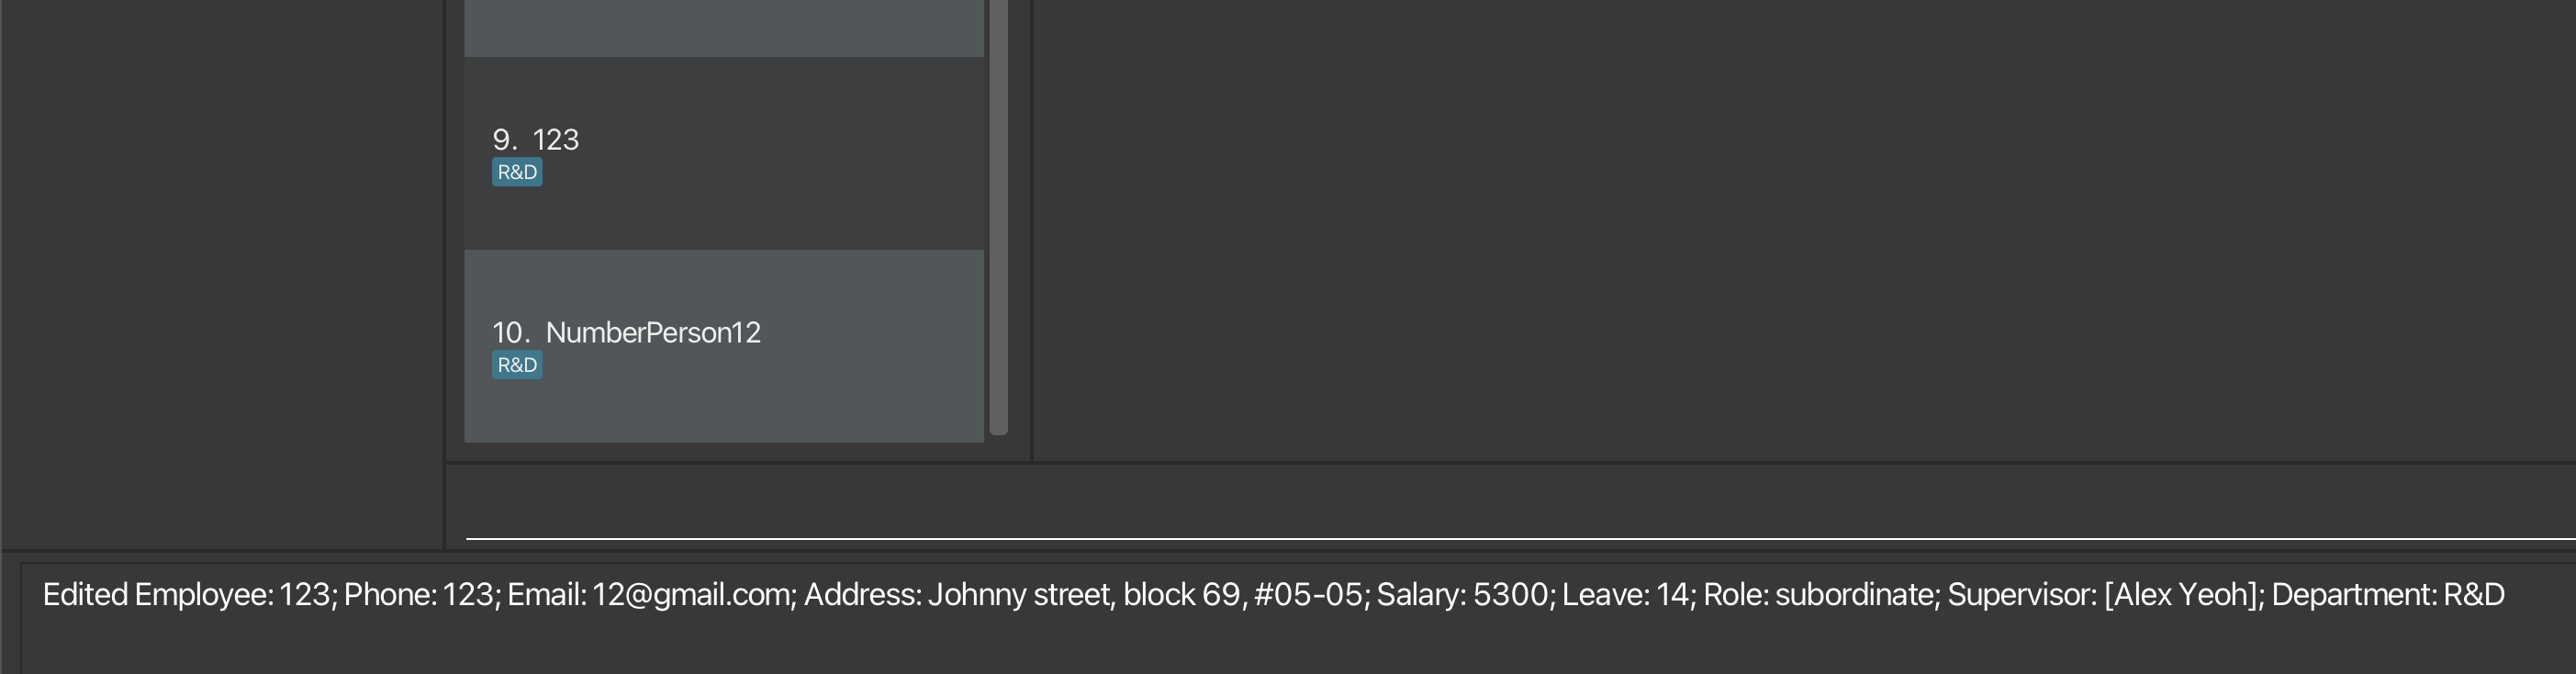 9. 123
R&D
10. NumberPerson12
R&D
Edited Employee: 123; Phone: 123; Email: 12@gmail.com; Address: Johnny street, block 69, #05-05; Salary: 5300; Leave: 14; Role: subordinate; Supervisor: [Alex Yeoh]; Department: R&D